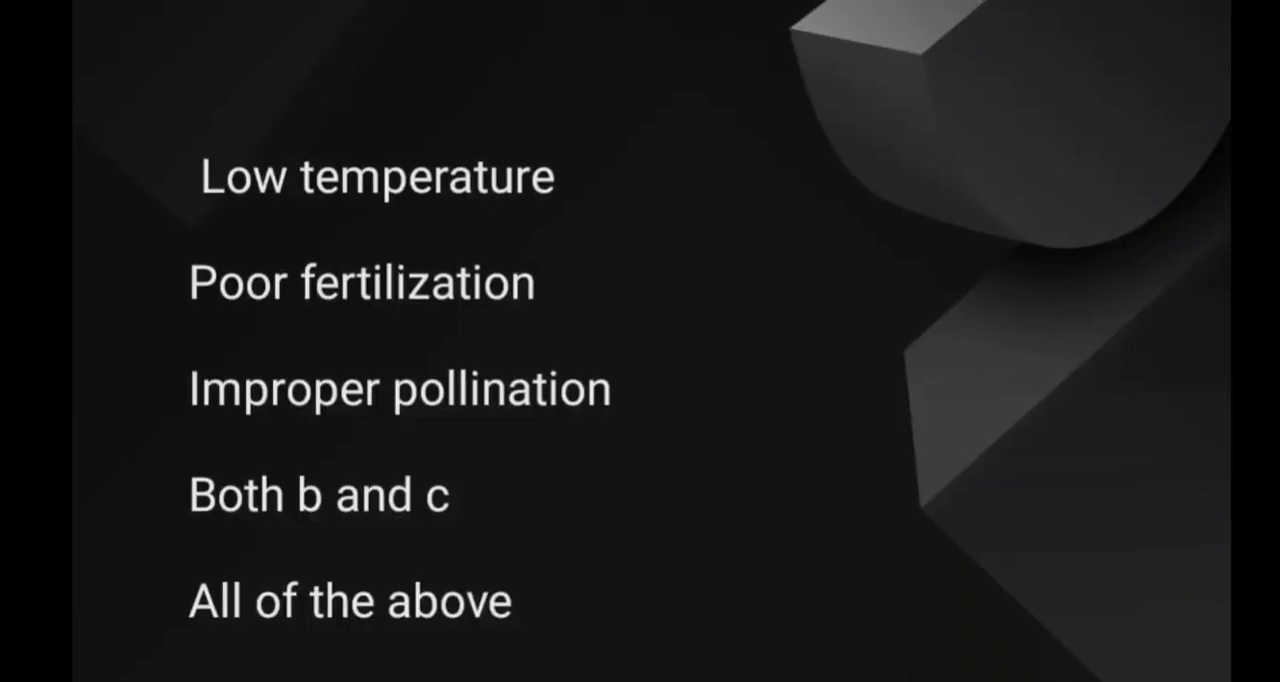 Low temperature
Poor fertilization
Improper pollination
Both b and c
All of the above